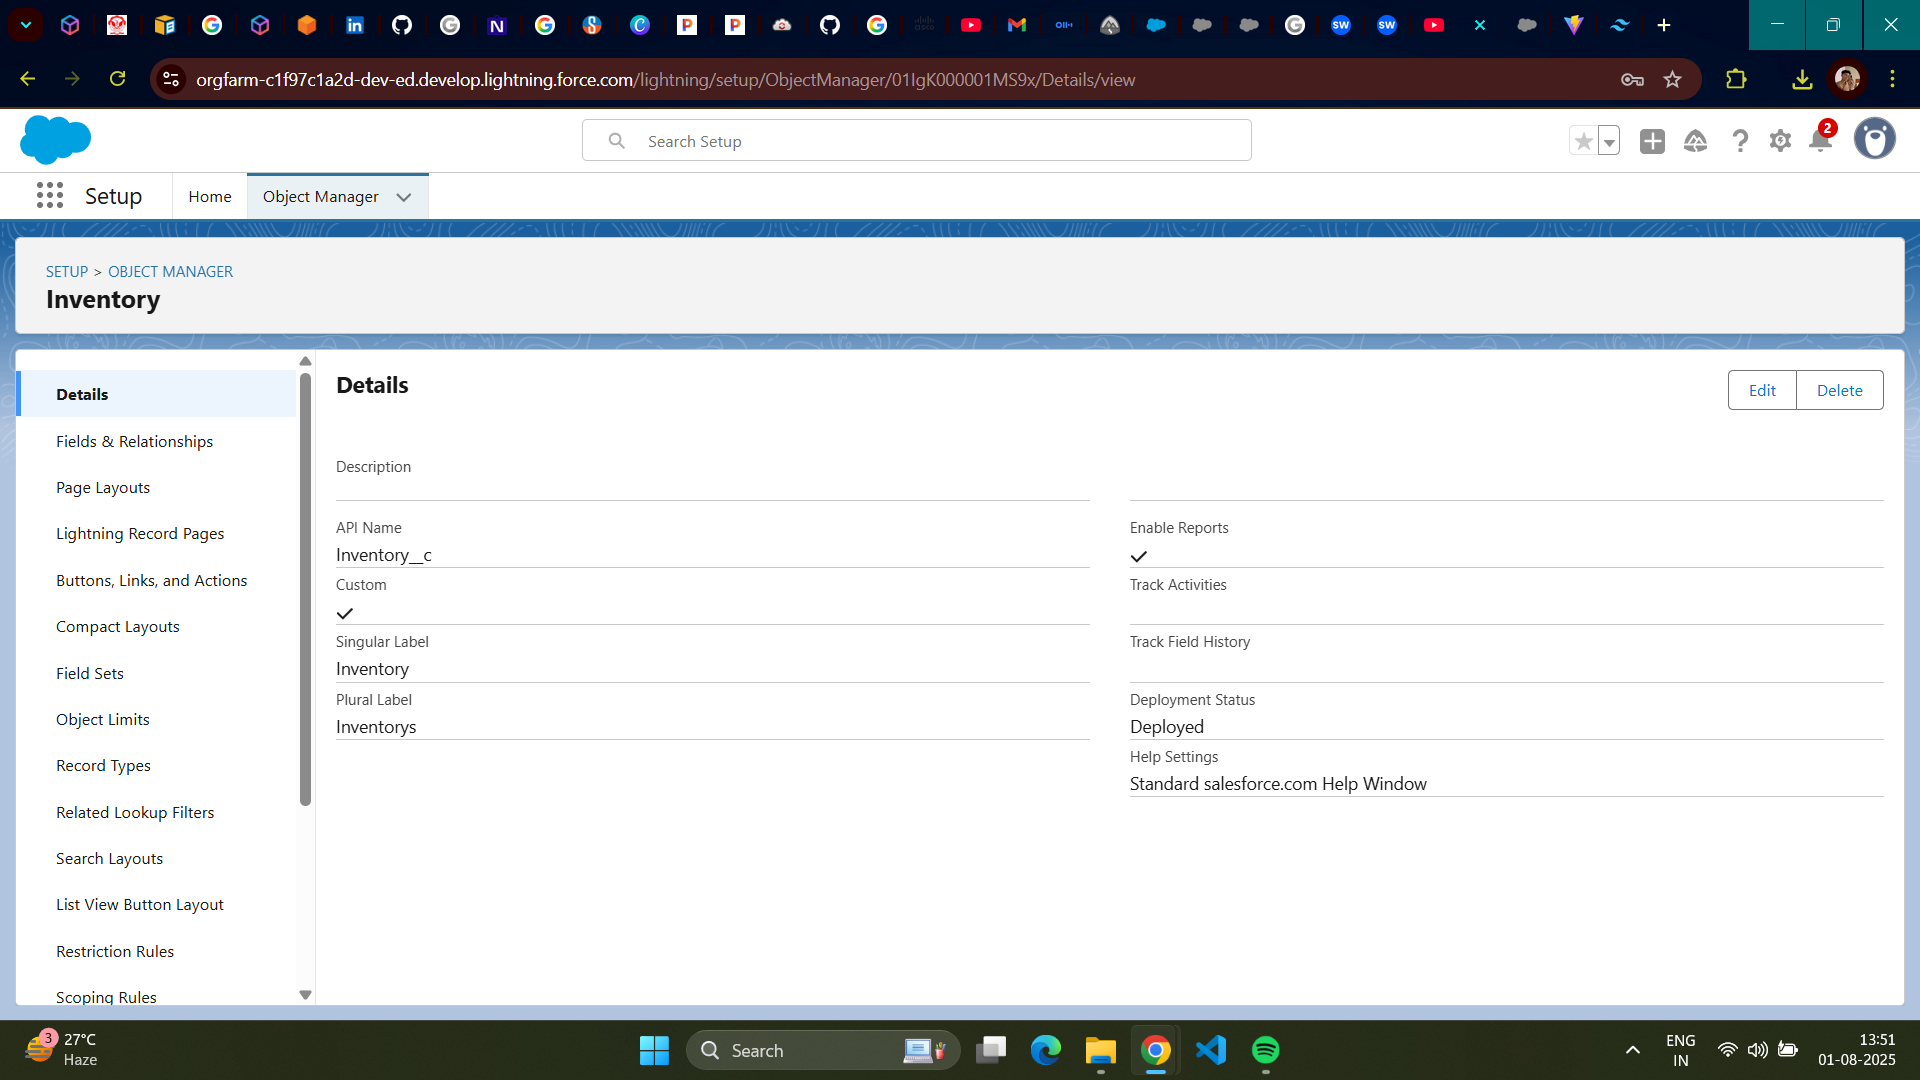 orgfarm-c1f97c1a2d-dev-ed.develop.lightning.force.com/lightning/setup/ObjectManager/01IgK000001MS9x/Details/view
Search Setup
2
Setup
Home
Object Manager
SETUP > OBJECT MANAGER
Inventory
Details
Fields & Relationships
Page Layouts
Lightning Record Pages
Buttons, Links, and Actions
Compact Layouts
Field Sets
Object Limits
Record Types
Related Lookup Filters
Search Layouts
List View Button Layout
Restriction Rules
Scoping Rules
Details
Edit
Delete
Description
API Name
Inventory__c
Custom
Singular Label
Inventory
Plural Label
Inventorys
Enable Reports
Track Activities
Track Field History
Deployment Status
Deployed
Help Settings
Standard salesforce.com Help Window
3
27°C
Haze
Search
ENG
IN
13:51
01-08-2025